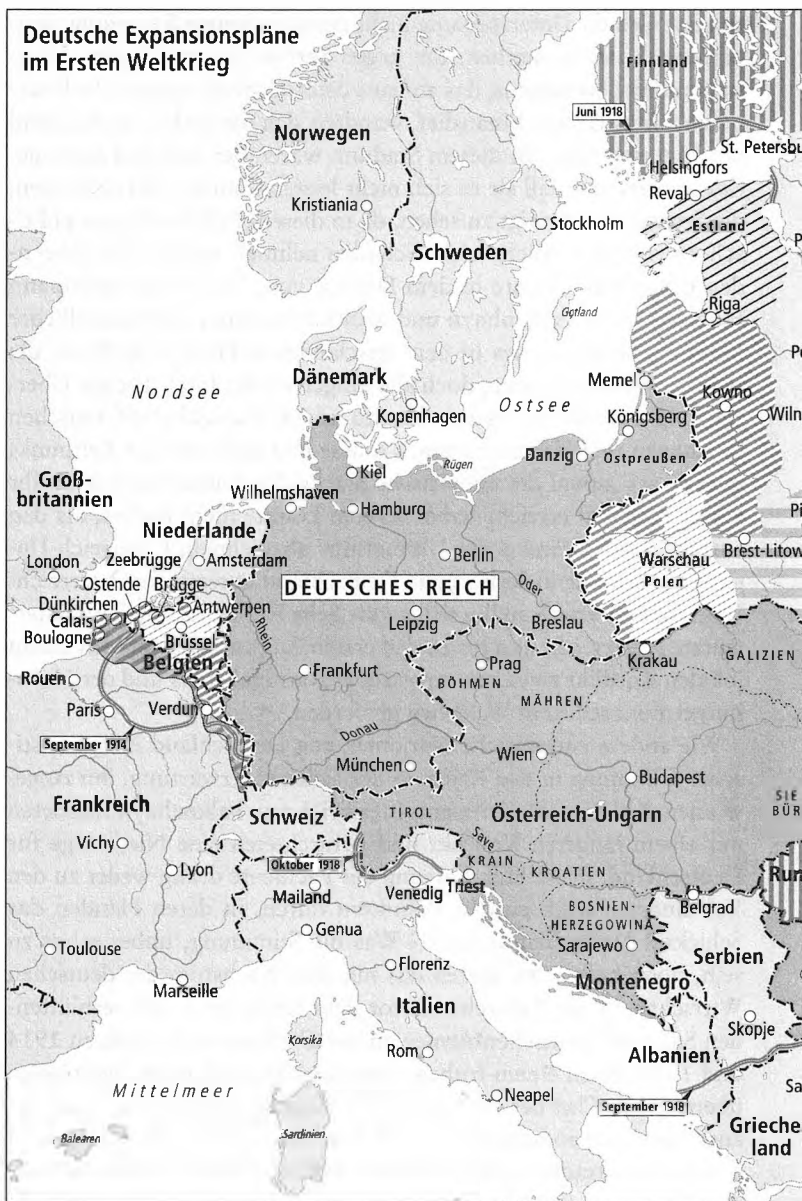 Deutsche Expansionspläne
im Ersten Weltkrieg
Finnland
Juni 1918
St. Petersbu
Helsingfors
Norwegen
Reval
Kristiania
Estland
Stockholm
Schweden
Gotland
Riga
Nordsee
Dänemark
Memel
Kowno
Ostsee
Wiln
Kopenhagen
Königsberg
Danzig
Ostpreußen
Kiel
Rügen
Groß-
britannien
Wilhelmshaven
Hamburg
Niederlande
Berlin
Warschau
Brest-Litow
Polen
London
Zeebrügge
Amsterdam
Ostende
Brügge
DEUTSCHES REICH
Oder
Dünkirchen
Calais
Antwerpen
Boulogne
Brüssel
Rhein
Leipzig
Breslau
Belgien
Krakau
GALIZIEN
Rouen
Frankfurt
Prag
BÖHMEN
MÄHREN
Paris
Verdun
Donau
September 1914
München
Wien
Budapest
Frankreich
Schweiz
TIROL
Österreich-Ungarn
SIE
BÜR
Vichy
Oktober 1918
Save
KRAIN
KROATIEN
Lyon
Mailand
Venedig
Triest
Run
Genua
BOSNIEN-
HERZEGOWINA
Belgrad
Toulouse
Florenz
Sarajewo
Serbien
Marseille
Montenegro
Italien
Korsika
Skopje
Rom
Albanien
Mittelmeer
Neapel
September 1918
Sa
Balearen
Sardinien
Grieche
land